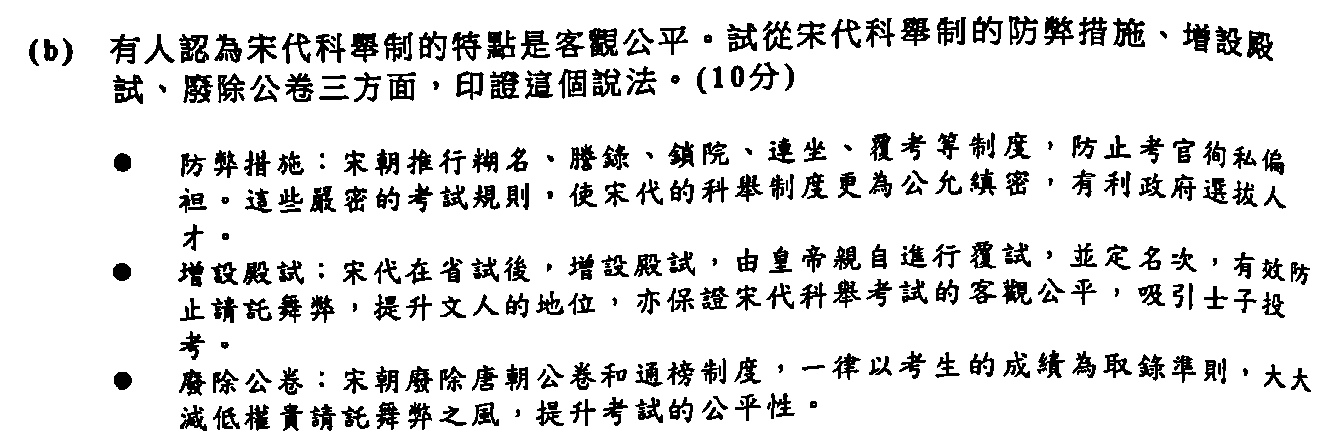 (b) 有人認為宋代科舉制的特點是客觀公平。試從宋代科舉制的防弊措施、增設殿
試、廢除公卷三方面，印證這個說法。(10分)
● 防弊措施：宋朝推行糊名、謄錄、鎖院、連坐、覆考等制度，防止考官徇私偏
袒。這些嚴密的考試規則，使宋代的科舉制度更為公允縝密，有利政府選拔人
才。
● 增設殿試：宋代在省試後，增設殿試，由皇帝親自進行覆試，並定名次，有效防
止請託舞弊，提升文人的地位，亦保證宋代科舉考試的客觀公平，吸引士子投
考。
● 廢除公卷：宋朝廢除唐朝公卷和通榜制度，一律以考生的成績為取錄準則，大大
減低權貴請託舞弊之風，提升考試的公平性。